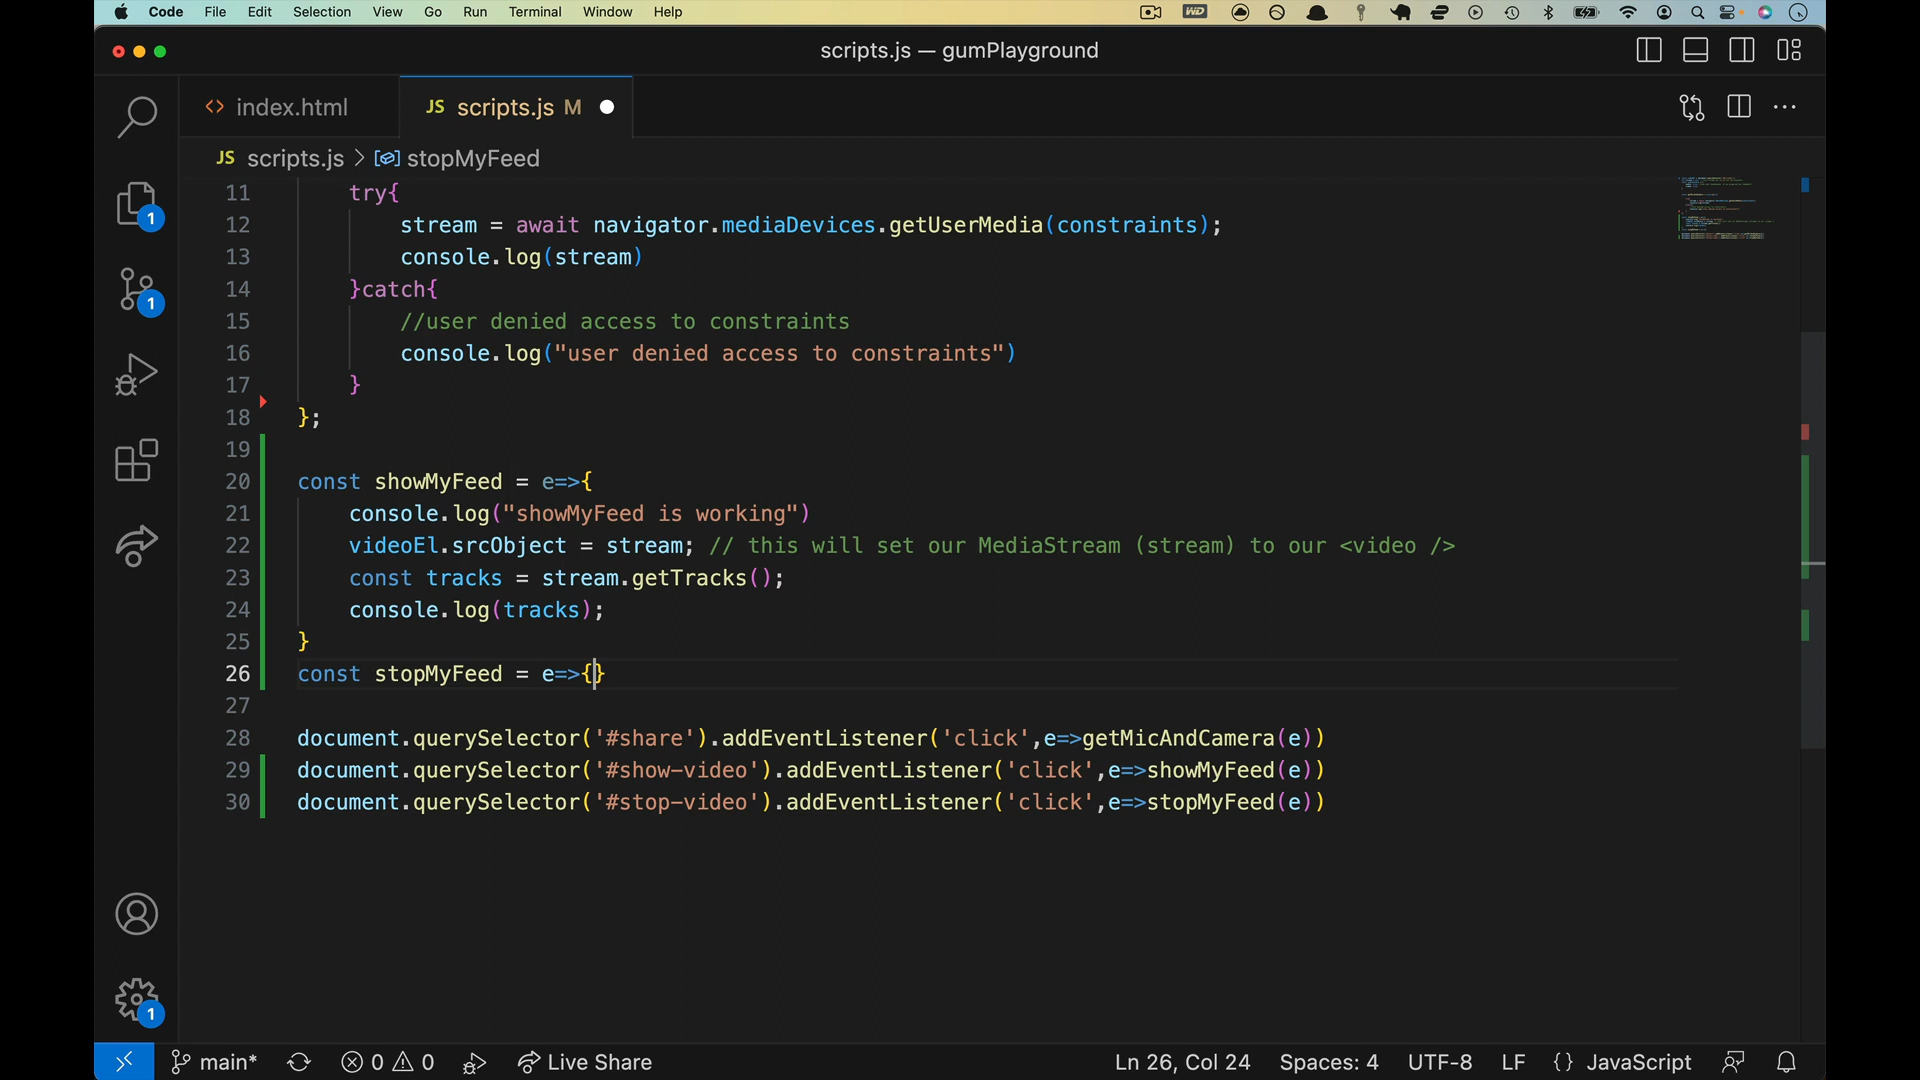 Code File Edit Selection View Go Run Terminal Window Help WD
scripts.js — gumPlayground
index.html JS scripts.js M
JS scripts.js > stopMyFeed
11 try{
12 stream = await navigator.mediaDevices.getUserMedia(constraints);
13 console.log(stream)
14 }catch{
15 //user denied access to constraints
16 console.log("user denied access to constraints")
17 }
18 };
19
20 const showMyFeed = e=>{
21 console.log("showMyFeed is working")
22 videoEl.srcObject = stream; // this will set our MediaStream (stream) to our <video />
23 const tracks = stream.getTracks();
24 console.log(tracks);
25 }
26 const stopMyFeed = e=>{}
27
28 document.querySelector('#share').addEventListener('click',e=>getMicAndCamera(e))
29 document.querySelector('#show-video').addEventListener('click',e=>showMyFeed(e))
30 document.querySelector('#stop-video').addEventListener('click',e=>stopMyFeed(e))
1
1
1
main* 0 0 Live Share Ln 26, Col 24 Spaces: 4 UTF-8 LF {} JavaScript